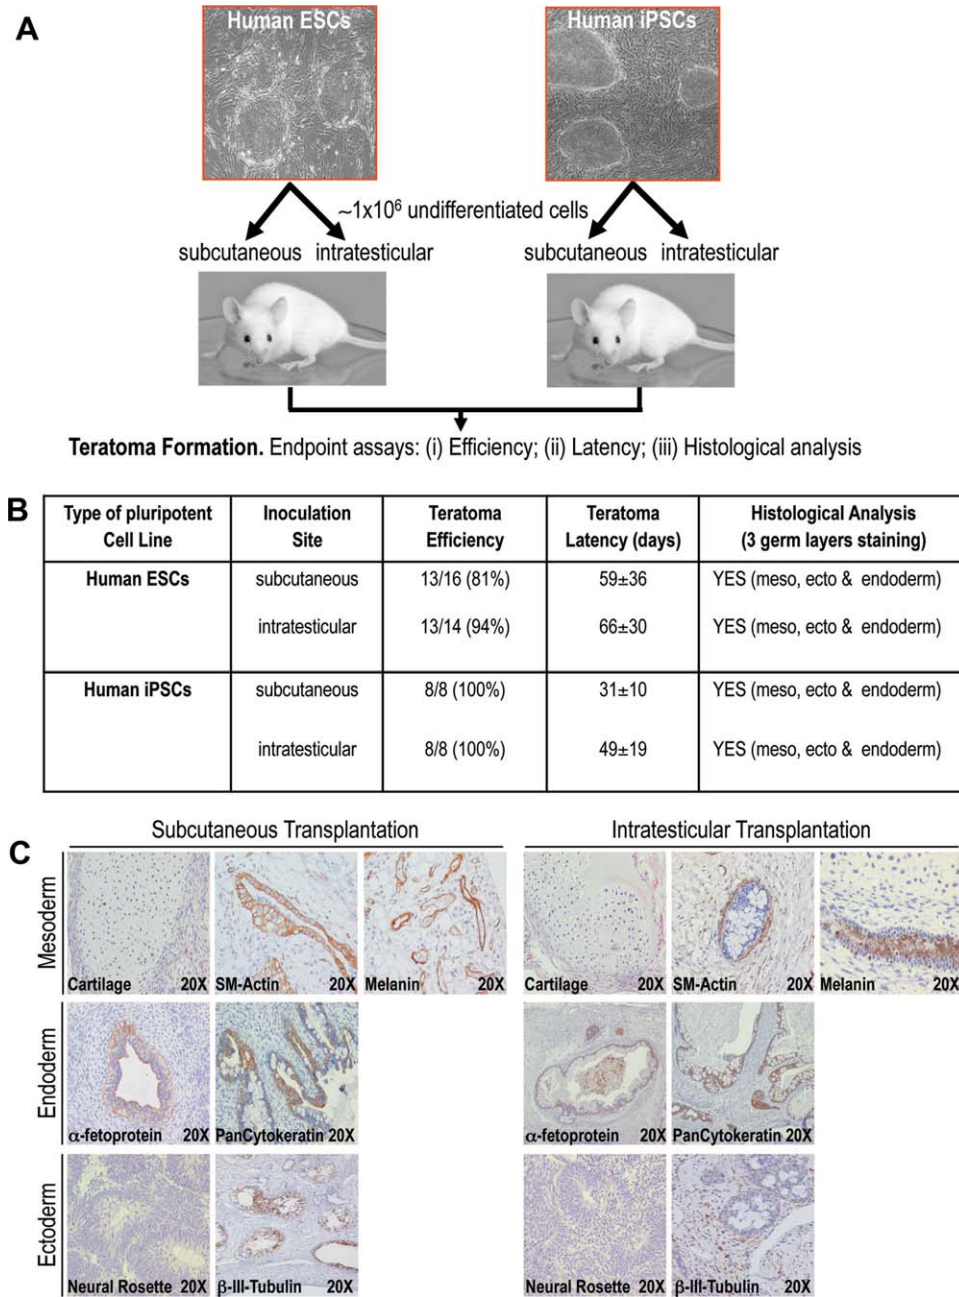 A
Human ESCs
Human iPSCs
~1x10⁶ undifferentiated cells
subcutaneous intratesticular
subcutaneous intratesticular
Teratoma Formation. Endpoint assays: (i) Efficiency; (ii) Latency; (iii) Histological analysis
B
Type of pluripotent Cell Line
Inoculation Site
Teratoma Efficiency
Teratoma Latency (days)
Histological Analysis (3 germ layers staining)
Human ESCs subcutaneous 13/16 (81%) 59±36 YES (meso, ecto & endoderm)
intratesticular 13/14 (94%) 66±30 YES (meso, ecto & endoderm)
Human iPSCs subcutaneous 8/8 (100%) 31±10 YES (meso, ecto & endoderm)
intratesticular 8/8 (100%) 49±19 YES (meso, ecto & endoderm)
C
Subcutaneous Transplantation
Intratesticular Transplantation
Mesoderm
Cartilage 20X
SM-Actin 20X
Melanin 20X
Cartilage 20X
SM-Actin 20X
Melanin 20X
Endoderm
α-fetoprotein 20X
PanCytokeratin 20X
α-fetoprotein 20X
PanCytokeratin 20X
Ectoderm
Neural Rosette 20X
β-III-Tubulin 20X
Neural Rosette 20X
β-III-Tubulin 20X